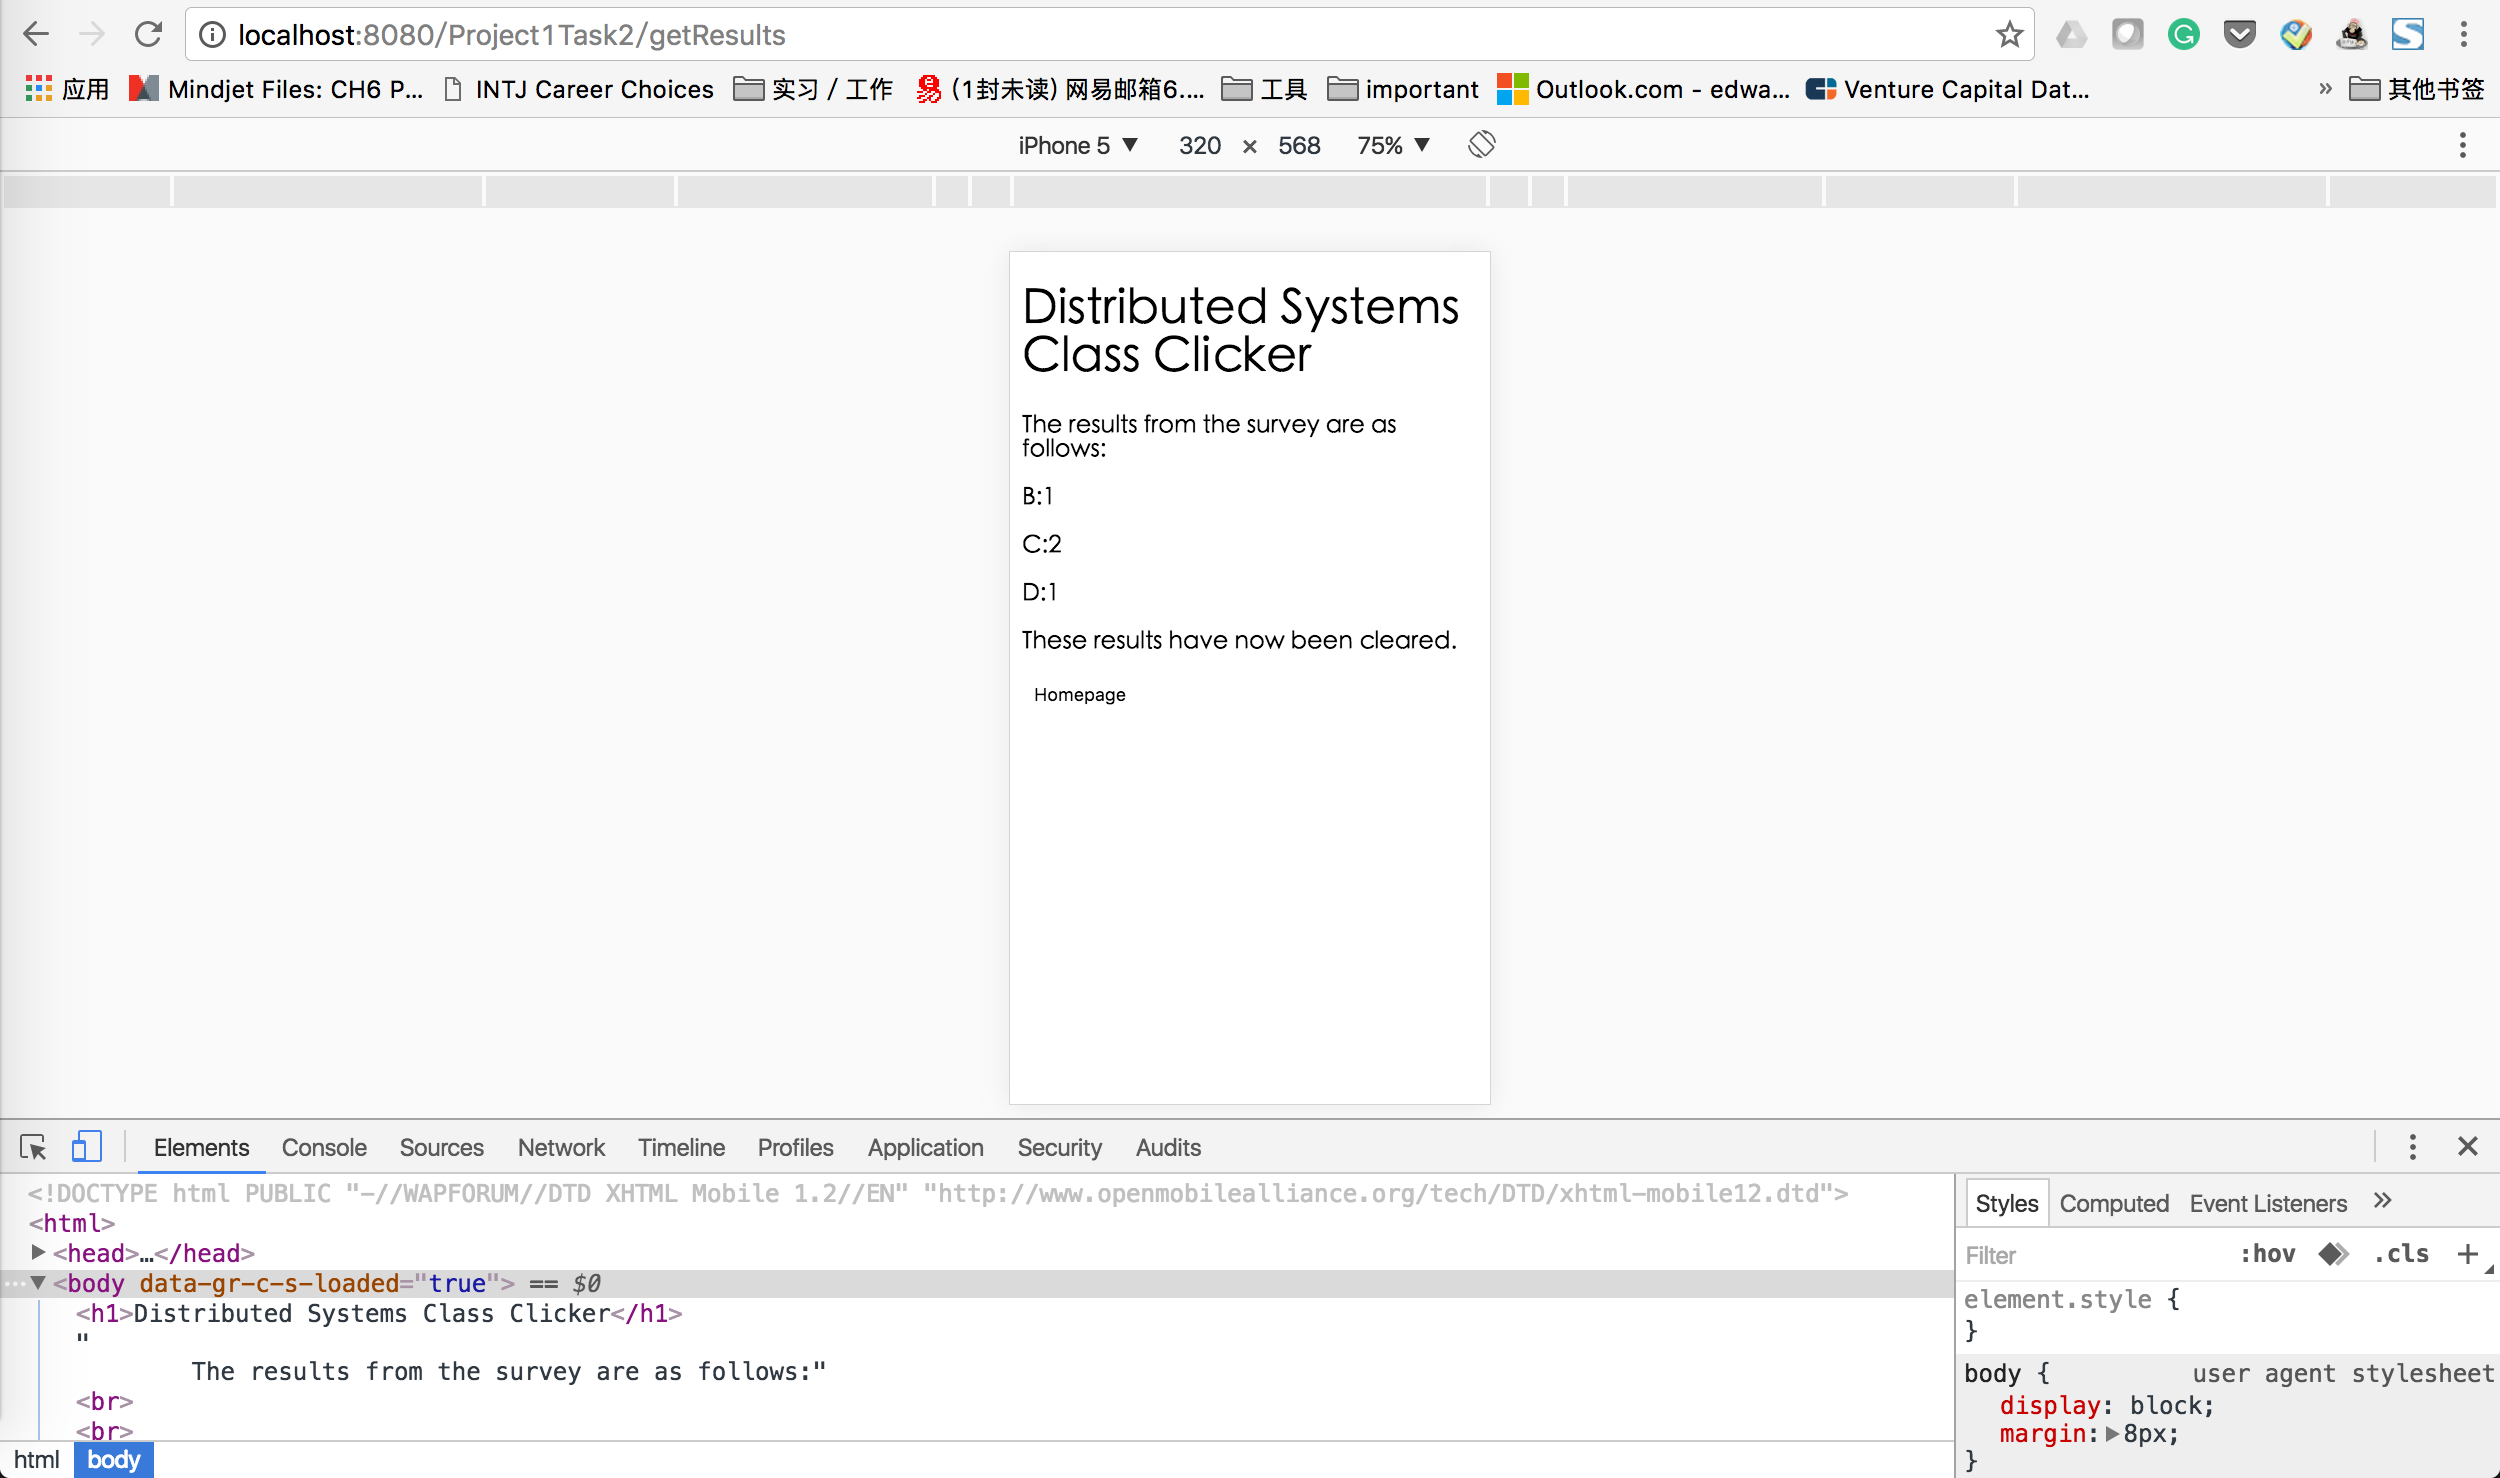 localhost:8080/Project1Task2/getResults
应用 Mindjet Files: CH6 P... INTJ Career Choices 实习 / 工作 (1封未读) 网易邮箱6.... 工具 important Outlook.com - edwa... Venture Capital Dat... » 其他书签
iPhone 5 ▼ 320 × 568 75% ▼
Distributed Systems
Class Clicker
The results from the survey are as
follows:
B:1
C:2
D:1
These results have now been cleared.
Homepage
Elements Console Sources Network Timeline Profiles Application Security Audits
<!DOCTYPE html PUBLIC "-//WAPFORUM//DTD XHTML Mobile 1.2//EN" "http://www.openmobilealliance.org/tech/DTD/xhtml-mobile12.dtd">
<html>
<head>…</head>
<body data-gr-c-s-loaded="true"> == $0
<h1>Distributed Systems Class Clicker</h1>
"
The results from the survey are as follows:"
<br>
<br>
html body
Styles Computed Event Listeners »
Filter :hov .cls +
element.style {
}
body { user agent stylesheet
display: block;
margin: 8px;
}